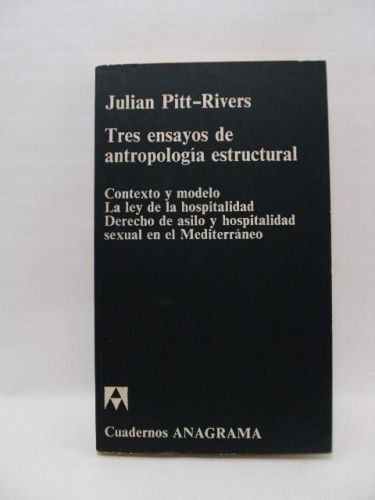 Julian Pitt-Rivers
Tres ensayos de
antropología estructural
Contexto y modelo
La ley de la hospitalidad
Derecho de asilo y hospitalidad
sexual en el Mediterráneo
Cuadernos ANAGRAMA